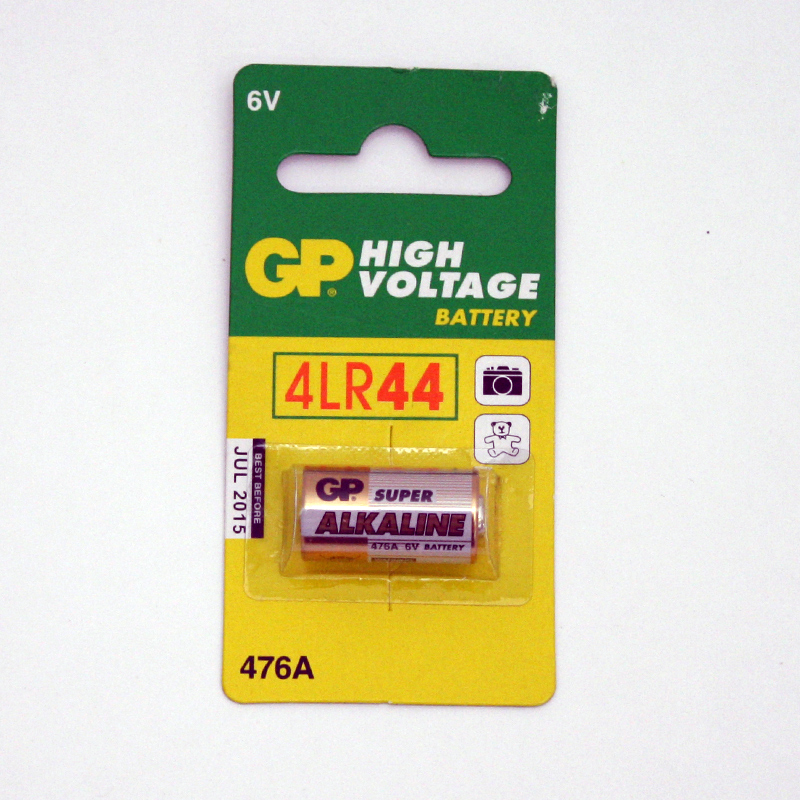 6V
GP HIGH
VOLTAGE
BATTERY
4LR44
BEST BEFORE
JUL 2015
GP SUPER
ALKALINE
476A 6V BATTERY
476A